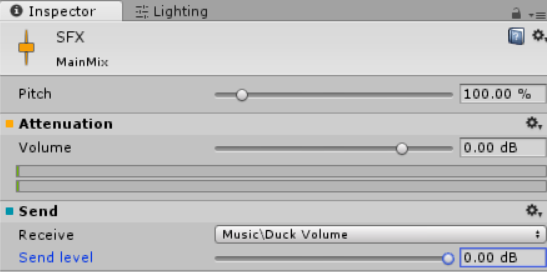 Inspector Lighting
SFX
MainMix
Pitch 100.00 %
Attenuation
Volume 0.00 dB
Send
Receive Music\Duck Volume
Send level 0.00 dB